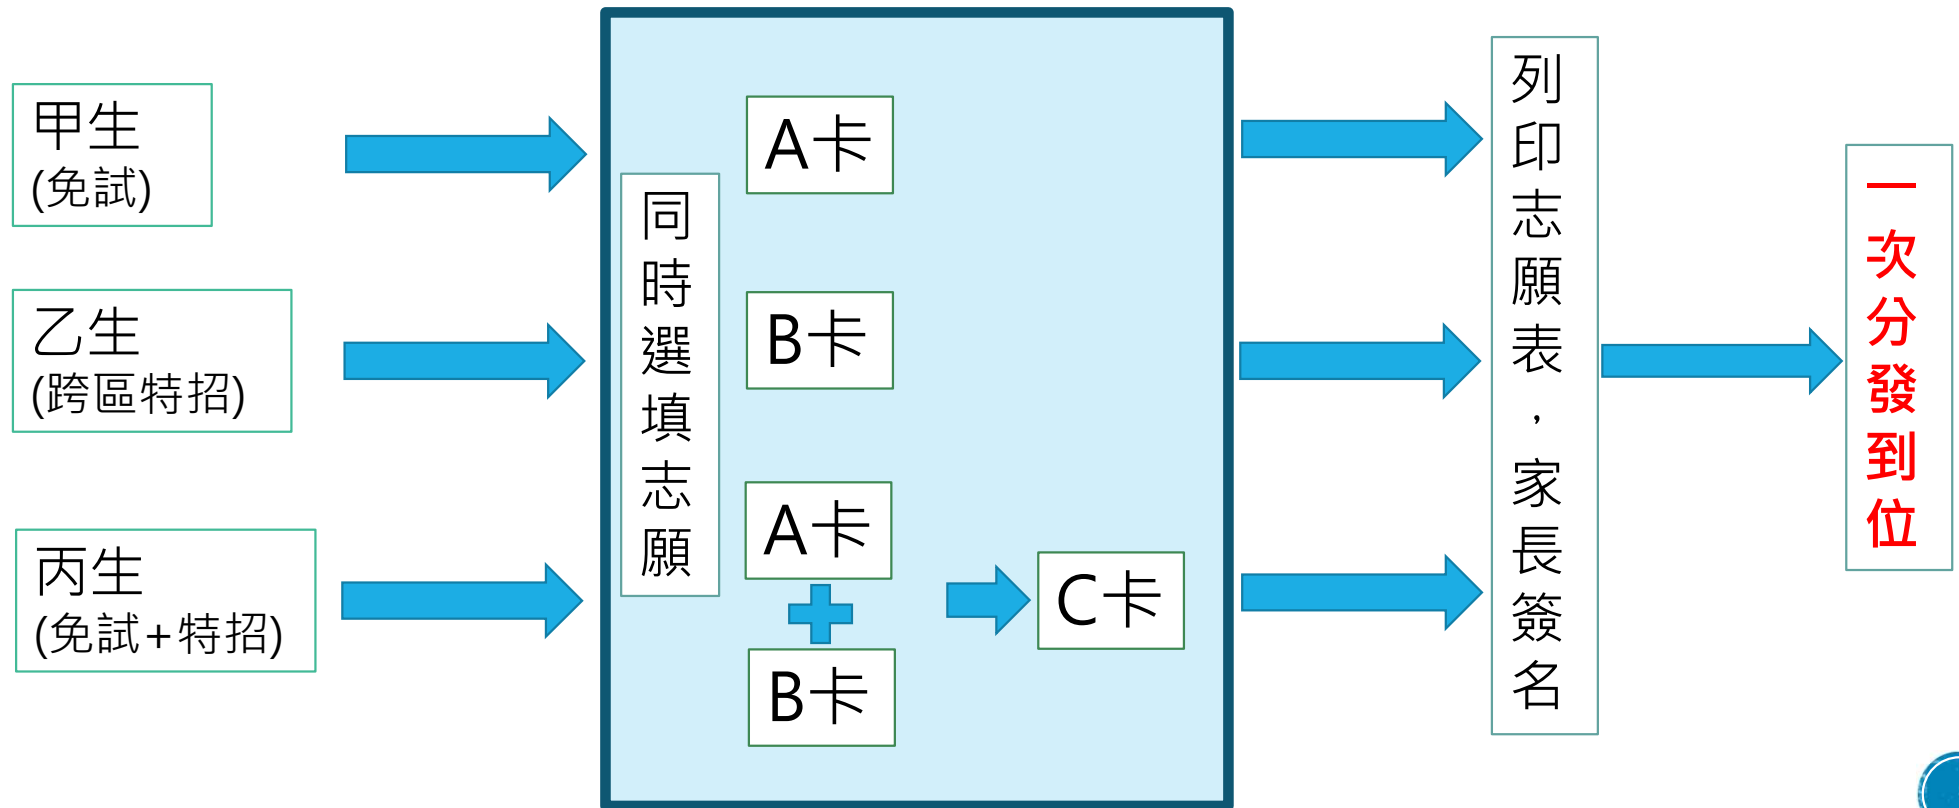 甲生
(免試)
乙生
(跨區特招)
丙生
(免試+特招)
同時選填志願
A卡
B卡
A卡
B卡
C卡
列印志願表，家長簽名
一次分發到位